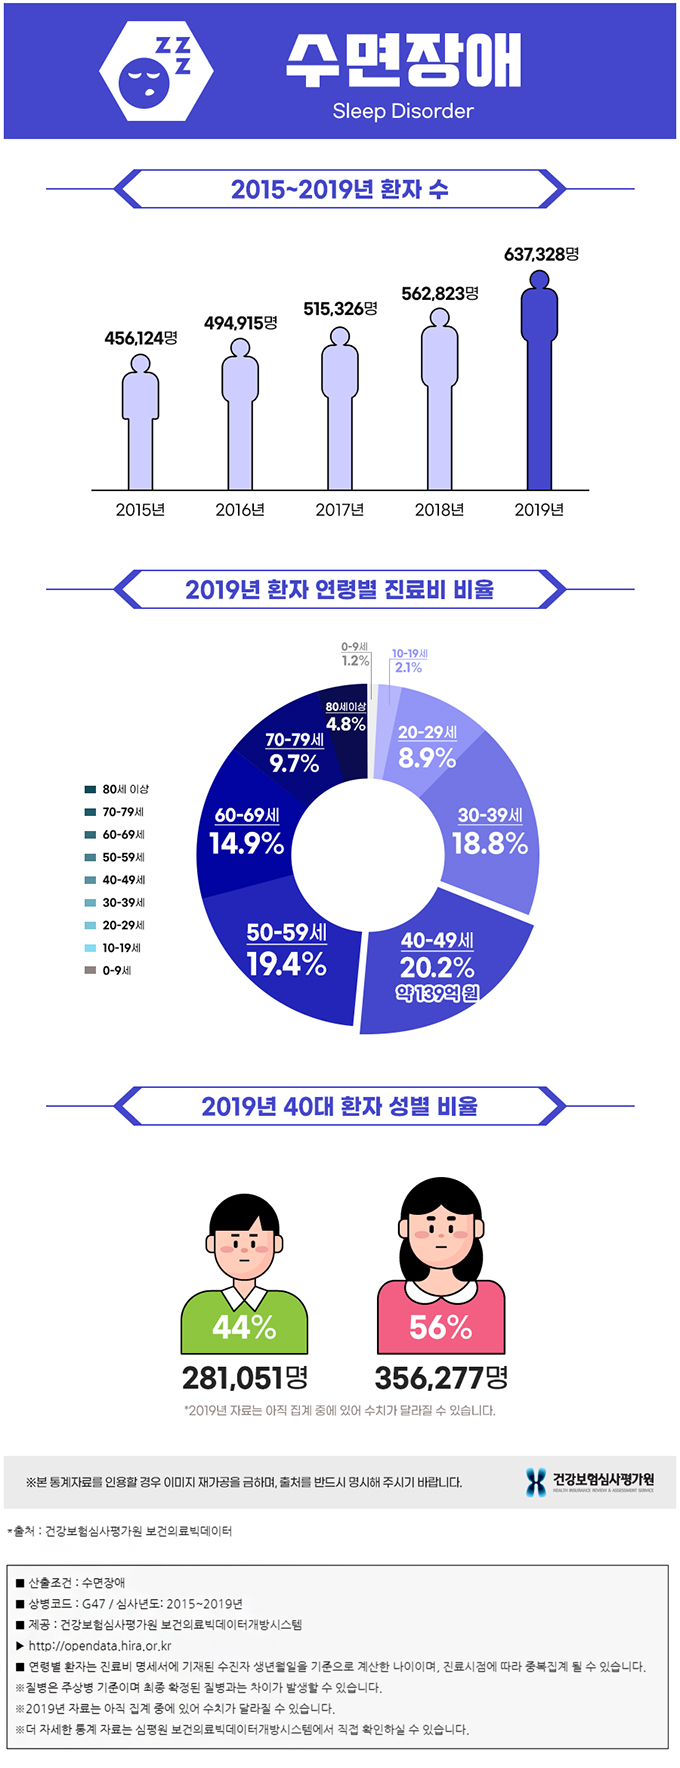 z z
z
수면장애
Sleep Disorder
2015~2019년 환자 수
637,328명
562,823명
515,326명
494,915명
456,124명
2015년 2016년 2017년 2018년 2019년
2019년 환자 연령별 진료비 비율
0-9세
1.2%
10-19세
2.1%
80세이상
4.8%
20-29세
8.9%
70-79세
9.7%
30-39세
18.8%
60-69세
14.9%
50-59세
19.4%
40-49세
20.2%
약 139억 원
80세 이상
70-79세
60-69세
50-59세
40-49세
30-39세
20-29세
10-19세
0-9세
2019년 40대 환자 성별 비율
44% 56%
281,051명 356,277명
*2019년 자료는 아직 집계 중에 있어 수치가 달라질 수 있습니다.
※본 통계자료를 인용할 경우 이미지 재가공을 금하며, 출처를 반드시 명시해 주시기 바랍니다.
건강보험심사평가원
HEALTH INSURANCE REVIEW & ASSESSMENT SERVICE
*출처 : 건강보험심사평가원 보건의료빅데이터
■ 산출조건 : 수면장애
■ 상병코드 : G47 / 심사년도: 2015~2019년
■ 제공 : 건강보험심사평가원 보건의료빅데이터개방시스템
▶ http://opendata.hira.or.kr
■ 연령별 환자는 진료비 명세서에 기재된 수진자 생년월일을 기준으로 계산한 나이이며, 진료시점에 따라 중복집계 될 수 있습니다.
※질병은 주상병 기준이며 최종 확정된 질병과는 차이가 발생할 수 있습니다.
※2019년 자료는 아직 집계 중에 있어 수치가 달라질 수 있습니다.
※더 자세한 통계 자료는 심평원 보건의료빅데이터개방시스템에서 직접 확인하실 수 있습니다.